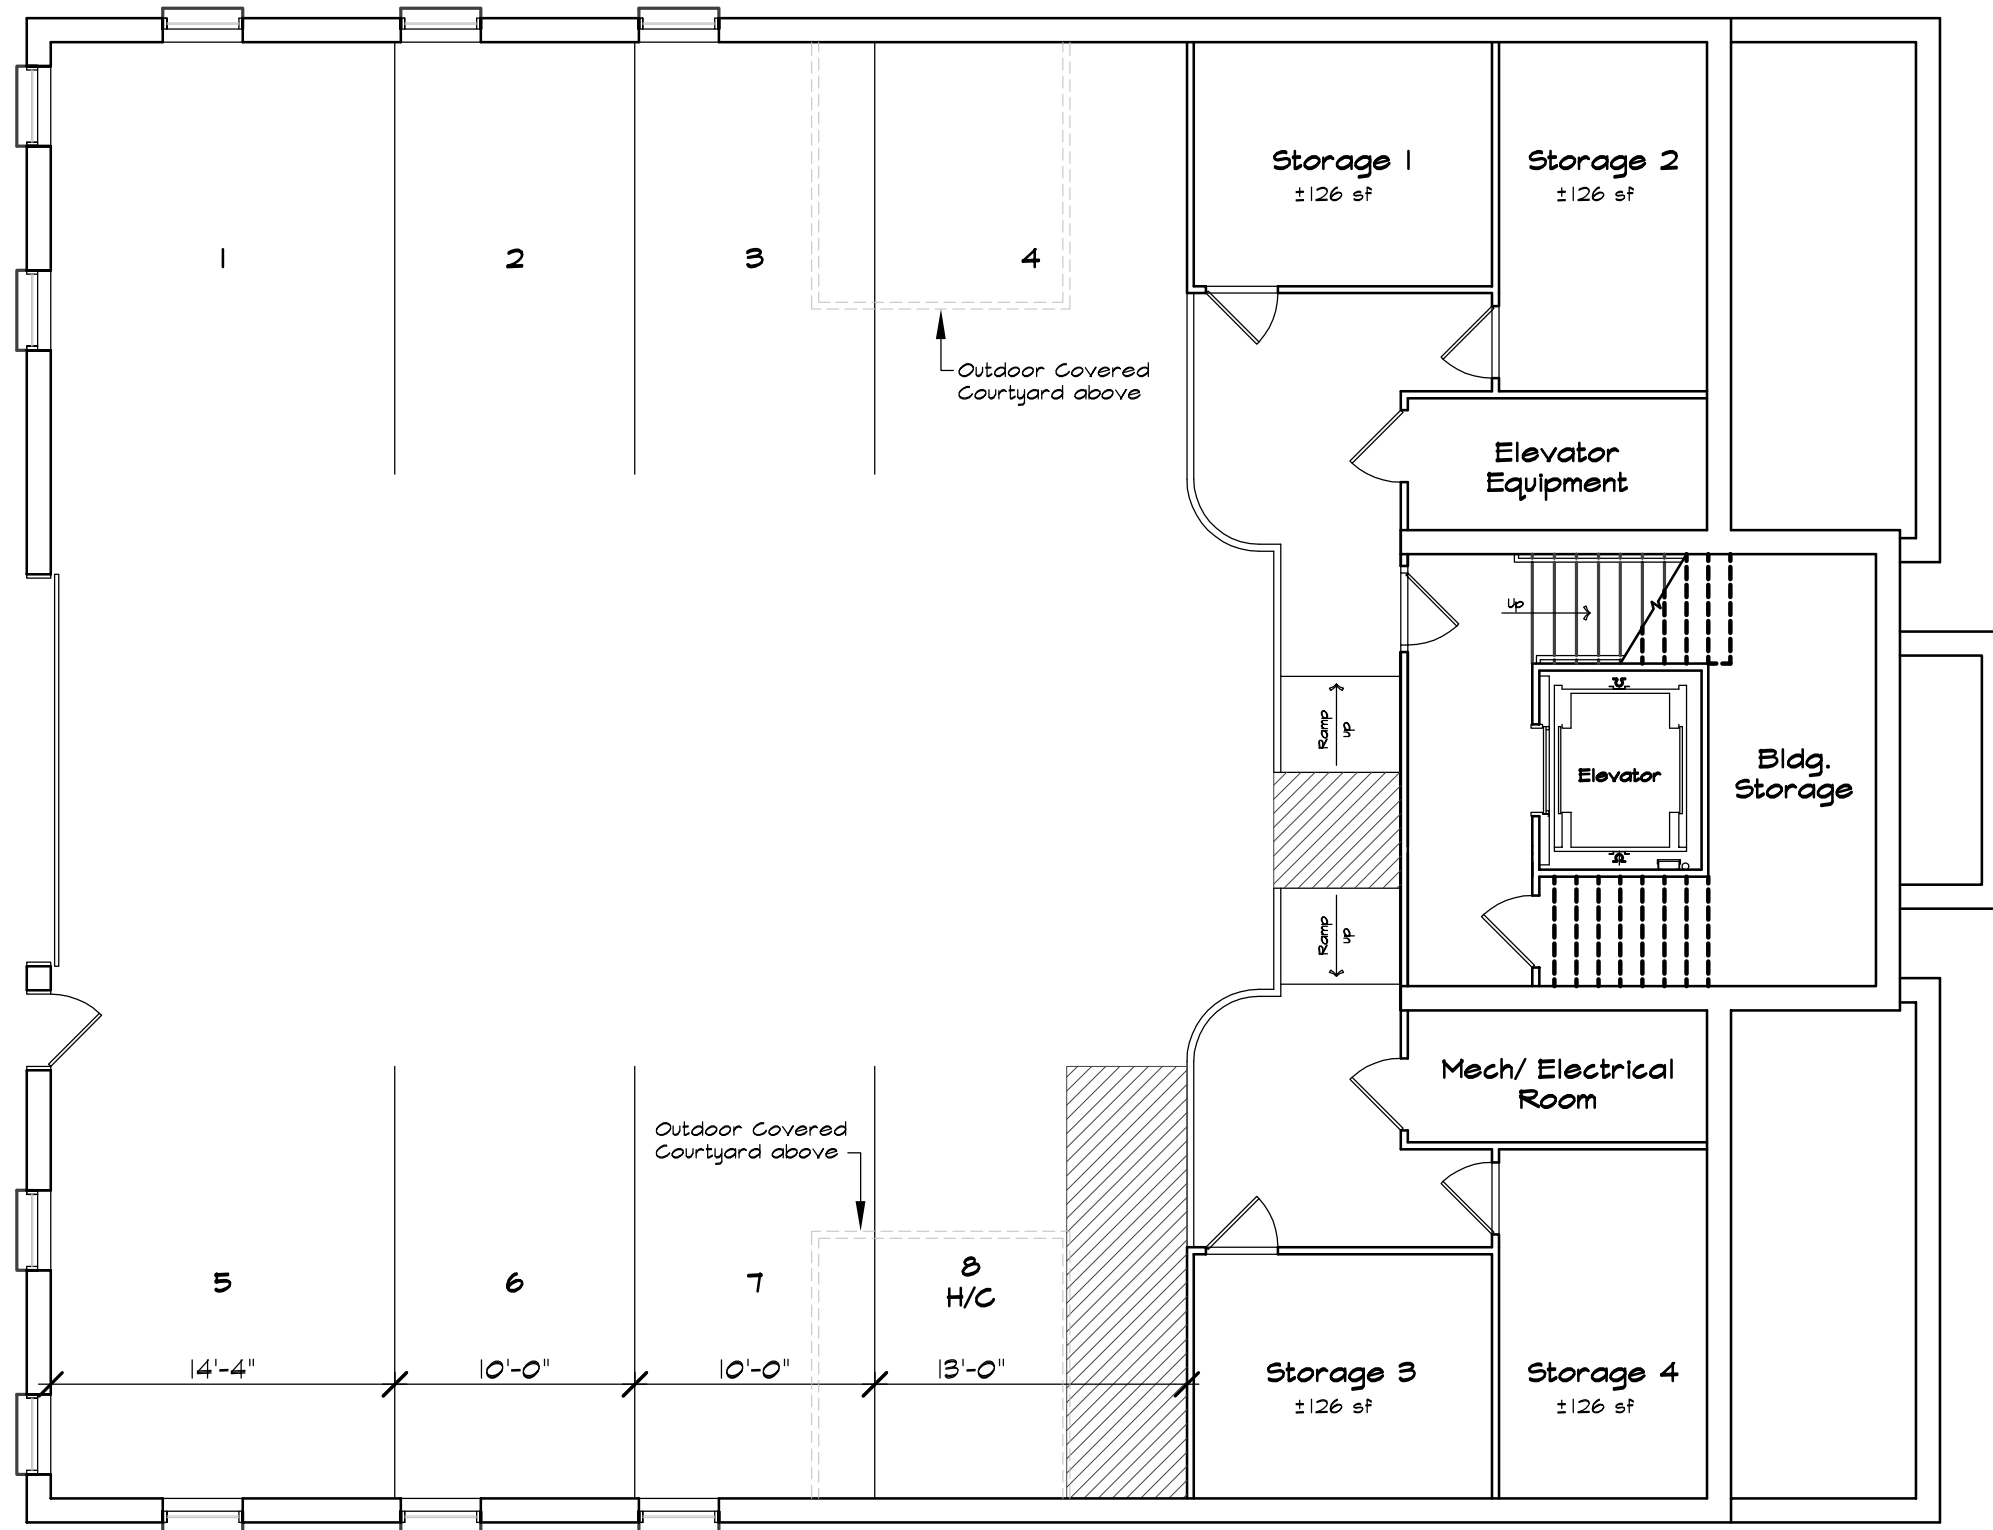 Storage 1
±126 sf
Storage 2
±126 sf
1
2
3
4
Outdoor Covered
Courtyard above
Elevator
Equipment
Up
Ramp
up
Elevator
Bldg.
Storage
Ramp
up
Mech/ Electrical
Room
Outdoor Covered
Courtyard above
5
6
7
8
H/C
14'-4"
10'-0"
10'-0"
13'-0"
Storage 3
±126 sf
Storage 4
±126 sf